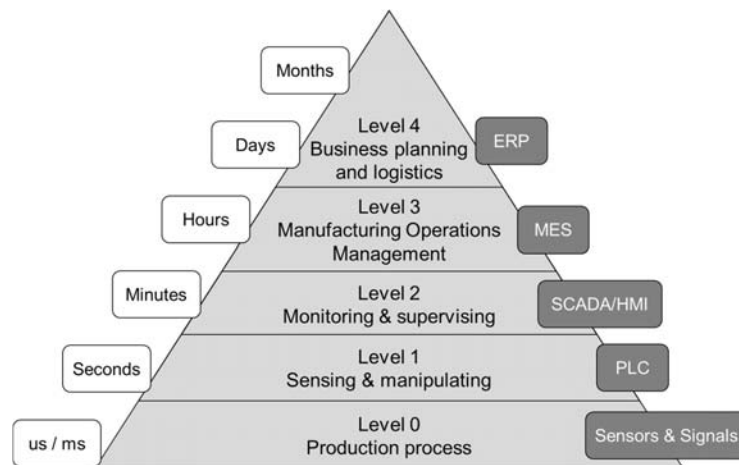 Months
Level 4
Days
Business planning
and logistics
ERP
Level 3
Hours
Manufacturing Operations
Management
MES
Level 2
Minutes
Monitoring & supervising
SCADA/HMI
Level 1
Seconds
Sensing & manipulating
PLC
Level 0
us / ms
Production process
Sensors & Signals